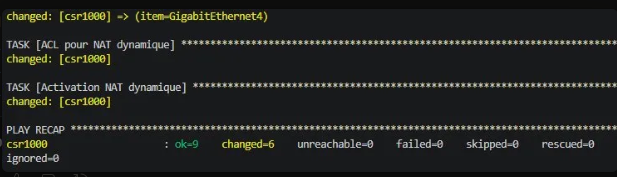 changed: [csr1000] => (item=GigabitEthernet4)
TASK [ACL pour NAT dynamique] ****************************************************************************
changed: [csr1000]
TASK [Activation NAT dynamique] **************************************************************************
changed: [csr1000]
PLAY RECAP ***********************************************************************************************
csr1000 : ok=9 changed=6 unreachable=0 failed=0 skipped=0 rescued=0
ignored=0